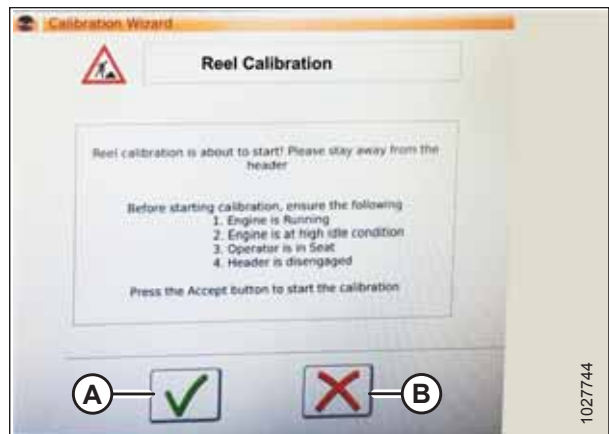 Calibration Wizard
Reel Calibration
Reel calibration is about to start! Please stay away from the
header
Before starting calibration, ensure the following
1. Engine is Running
2. Engine is at high idle condition
3. Operator is in Seat
4. Header is disengaged
Press the Accept button to start the calibration
A
B
1027744